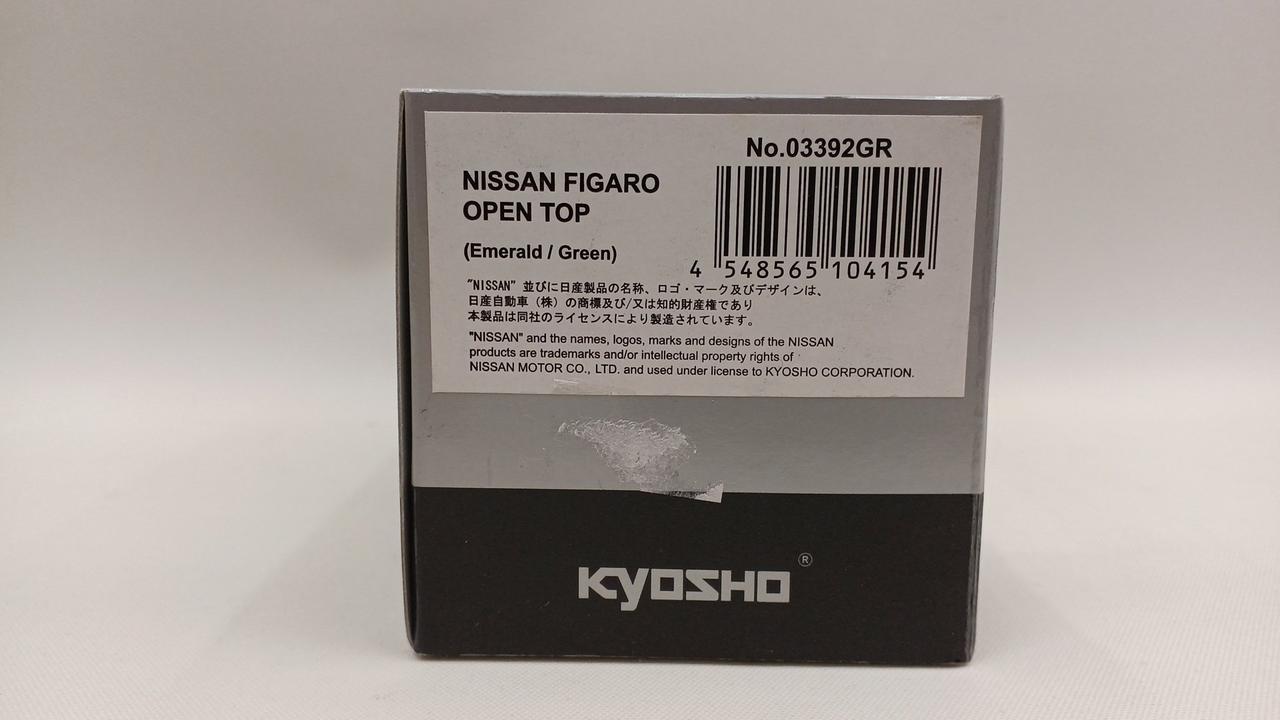 No.03392GR
NISSAN FIGARO
OPEN TOP
(Emerald / Green)
4 548565 104154
"NISSAN" 並びに日産製品の名称、ロゴ・マーク及びデザインは、
日産自動車（株）の商標及び/又は知的財産権であり
本製品は同社のライセンスにより製造されています。
"NISSAN" and the names, logos, marks and designs of the NISSAN
products are trademarks and/or intellectual property rights of
NISSAN MOTOR CO., LTD. and used under license to KYOSHO CORPORATION.
KYOSHO ®